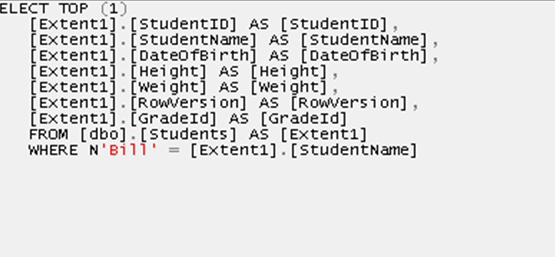 ELECT TOP (1)
[Extent1].[StudentID] AS [StudentID],
[Extent1].[StudentName] AS [StudentName],
[Extent1].[DateOfBirth] AS [DateOfBirth],
[Extent1].[Height] AS [Height],
[Extent1].[Weight] AS [Weight],
[Extent1].[RowVersion] AS [RowVersion],
[Extent1].[GradeId] AS [GradeId]
FROM [dbo].[Students] AS [Extent1]
WHERE N'Bill' = [Extent1].[StudentName]